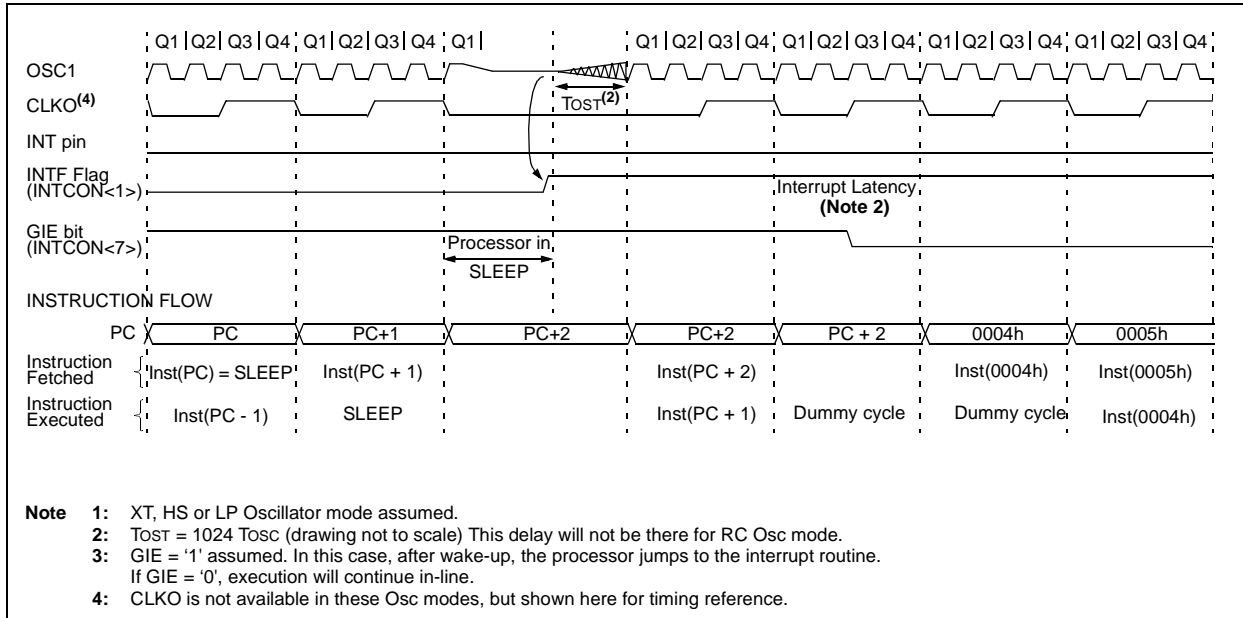 Q1 Q2 Q3 Q4 Q1 Q2 Q3 Q4 Q1 Q1 Q2 Q3 Q4 Q1 Q2 Q3 Q4 Q1 Q2 Q3 Q4 Q1 Q2 Q3 Q4
OSC1
CLKO(4)
TOST(2)
INT pin
INTF Flag
(INTCON<1>)
Interrupt Latency
(Note 2)
GIE bit
(INTCON<7>)
Processor in
SLEEP
INSTRUCTION FLOW
PC PC PC+1 PC+2 PC+2 PC + 2 0004h 0005h
Instruction
Fetched
Inst(PC) = SLEEP Inst(PC + 1) Inst(PC + 2) Inst(0004h) Inst(0005h)
Instruction
Executed
Inst(PC - 1) SLEEP Inst(PC + 1) Dummy cycle Dummy cycle Inst(0004h)
Note 1: XT, HS or LP Oscillator mode assumed.
2: TOST = 1024 TOSC (drawing not to scale) This delay will not be there for RC Osc mode.
3: GIE = ‘1’ assumed. In this case, after wake-up, the processor jumps to the interrupt routine.
If GIE = ‘0’, execution will continue in-line.
4: CLKO is not available in these Osc modes, but shown here for timing reference.